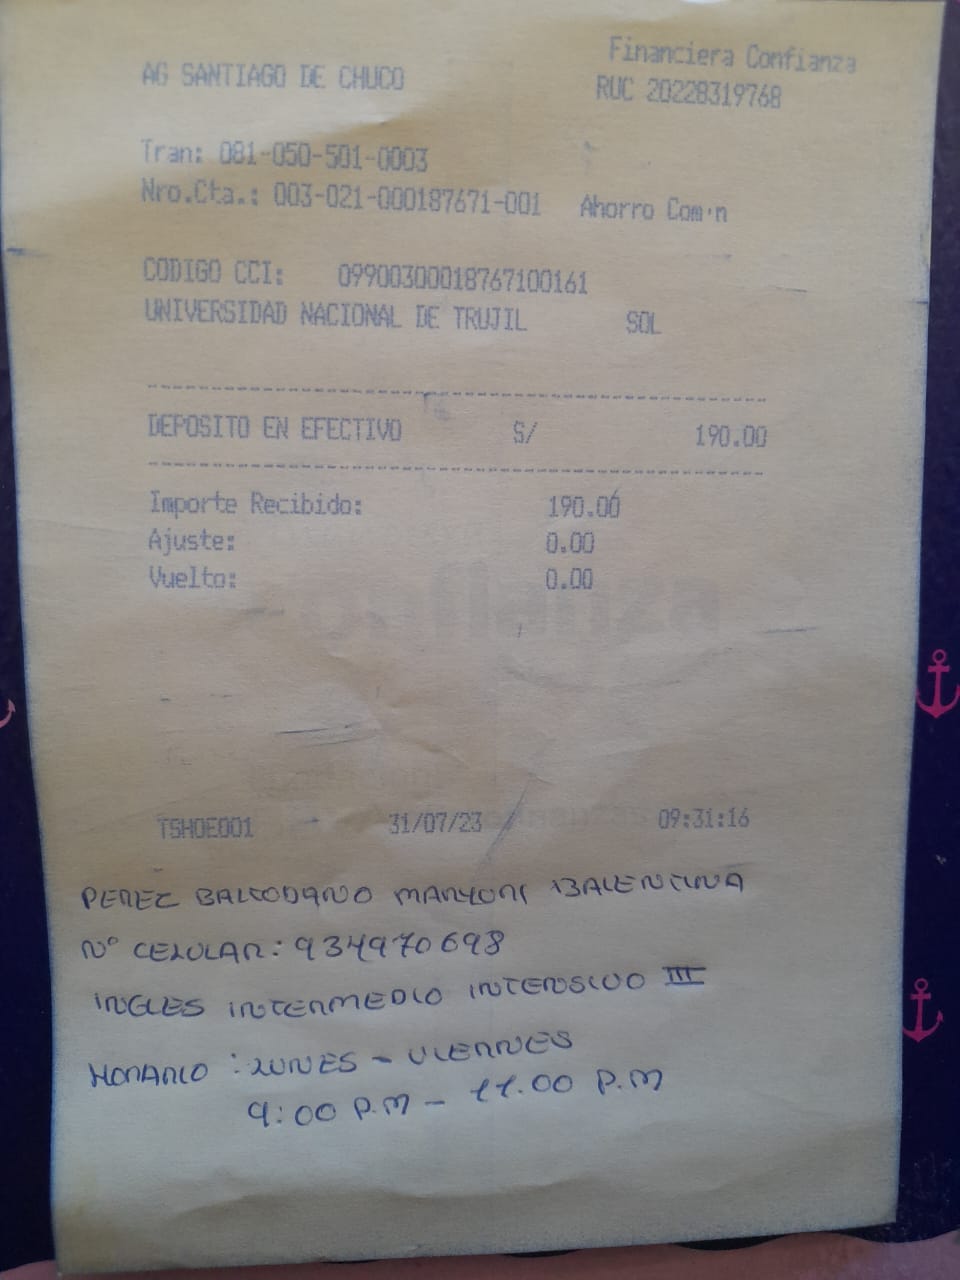 Financiera Confianza
AG SANTIAGO DE CHUCO
RUC 20228319768
Tran: 081-050-501-0003
Nro.Cta.: 003-021-000187671-001 Ahorro Com·n
CODIGO CCI: 09900300018767100161
UNIVERSIDAD NACIONAL DE TRUJIL SOL
DEPOSITO EN EFECTIVO S/ 190.00
Importe Recibido: 190.00
Ajuste: 0.00
Vuelto: 0.00
TSHOE001 31/07/23 09:31:16
PEREZ BALCODANO MARYORI BALENTINA
N° CELULAR: 934970698
INGLES INTERMEDIO INTENSIVO III
HORARIO : LUNES - VIERNES
9:00 P.M - 11.00 P.M